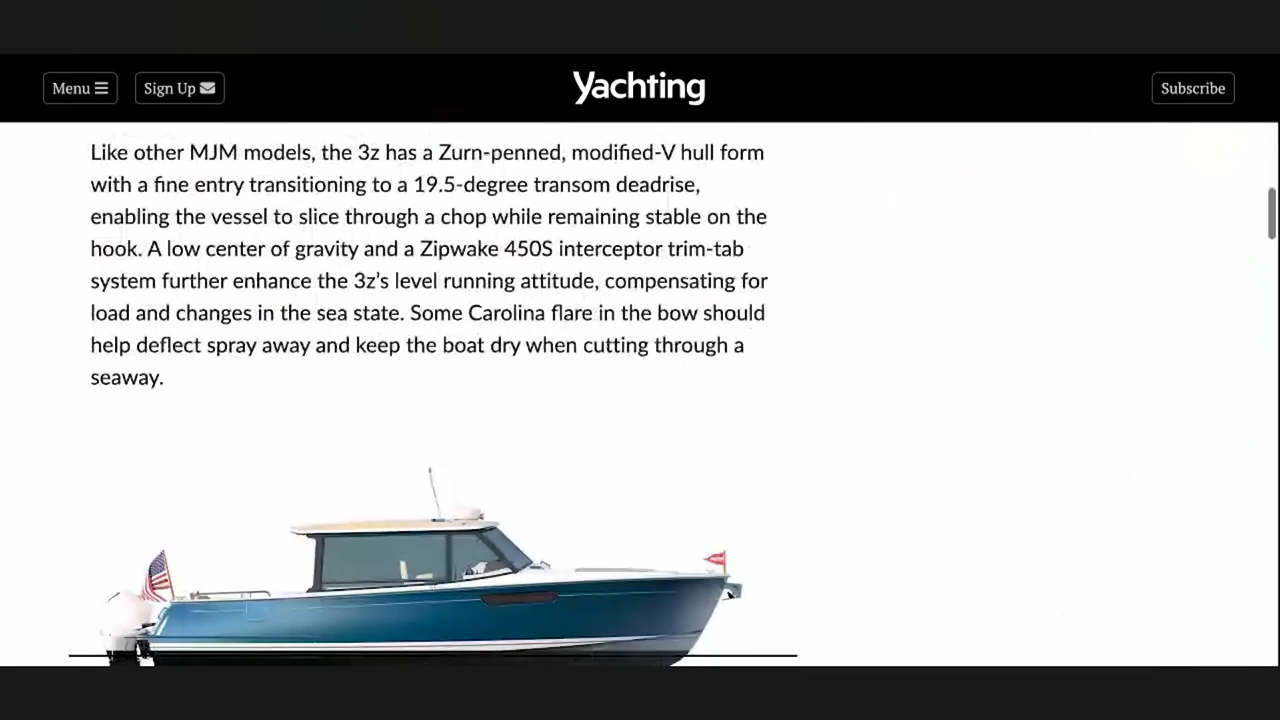 Menu
Sign Up
Yachting
Subscribe
Like other MJM models, the 3z has a Zurn-penned, modified-V hull form
with a fine entry transitioning to a 19.5-degree transom deadrise,
enabling the vessel to slice through a chop while remaining stable on the
hook. A low center of gravity and a Zipwake 450S interceptor trim-tab
system further enhance the 3z’s level running attitude, compensating for
load and changes in the sea state. Some Carolina flare in the bow should
help deflect spray away and keep the boat dry when cutting through a
seaway.